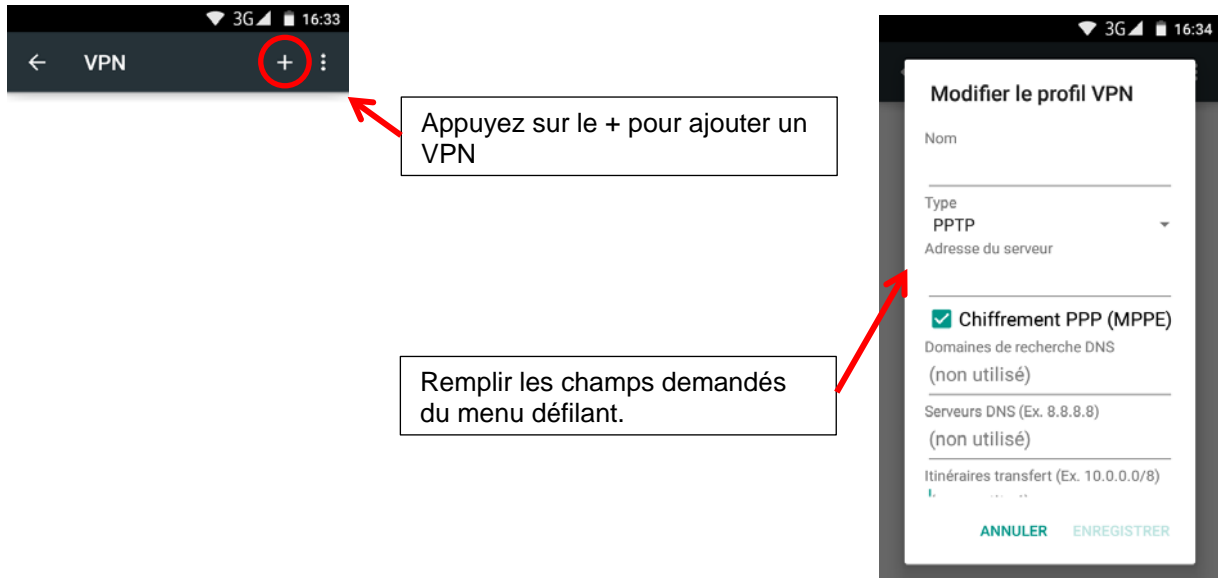 3G 16:33
VPN +
Appuyez sur le + pour ajouter un
VPN
Remplir les champs demandés
du menu défilant.
3G 16:34
Modifier le profil VPN
Nom
Type
PPTP
Adresse du serveur
Chiffrement PPP (MPPE)
Domaines de recherche DNS
(non utilisé)
Serveurs DNS (Ex. 8.8.8.8)
(non utilisé)
Itinéraires transfert (Ex. 10.0.0.0/8)
ANNULER ENREGISTRER